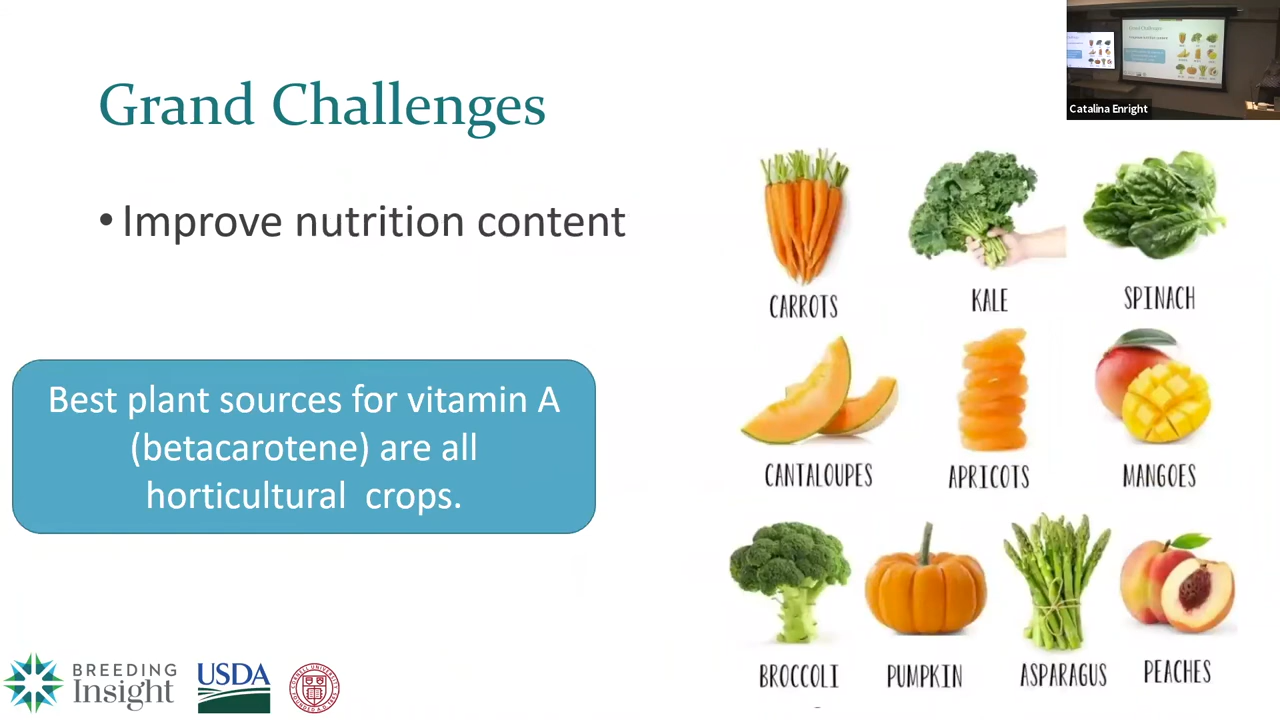 Grand Challenges
Catalina Enright
• Improve nutrition content
CARROTS
KALE
SPINACH
Best plant sources for vitamin A
(betacarotene) are all
horticultural crops.
CANTALOUPES
APRICOTS
MANGOES
BROCCOLI
PUMPKIN
ASPARAGUS
PEACHES
BREEDING
Insight
USDA